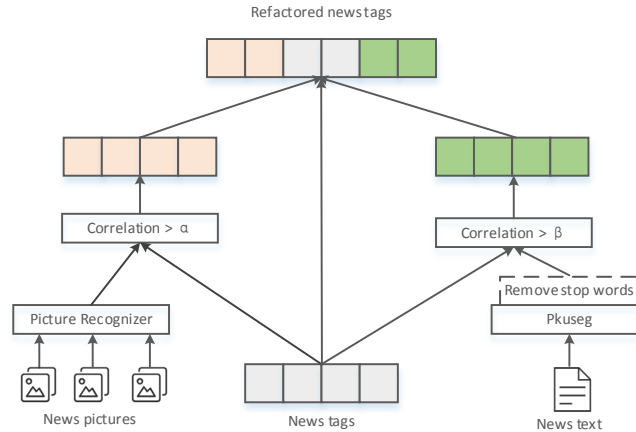 Refactored news tags
Correlation > α
Correlation > β
Remove stop words
Picture Recognizer
Pkuseg
News pictures
News tags
News text